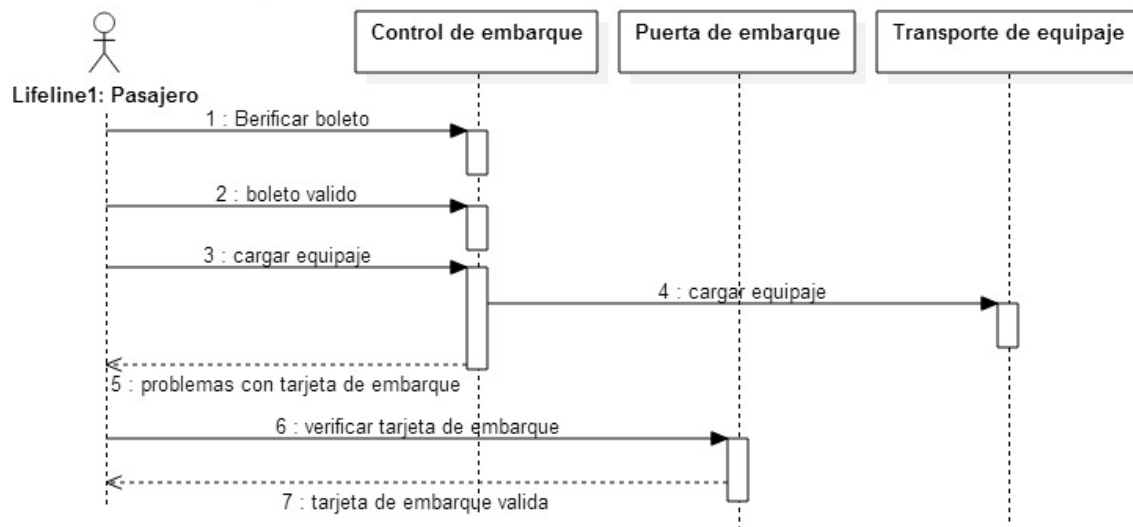 Control de embarque
Puerta de embarque
Transporte de equipaje
Lifeline1: Pasajero
1 : Berificar boleto
2 : boleto valido
3 : cargar equipaje
4 : cargar equipaje
5 : problemas con tarjeta de embarque
6 : verificar tarjeta de embarque
7 : tarjeta de embarque valida